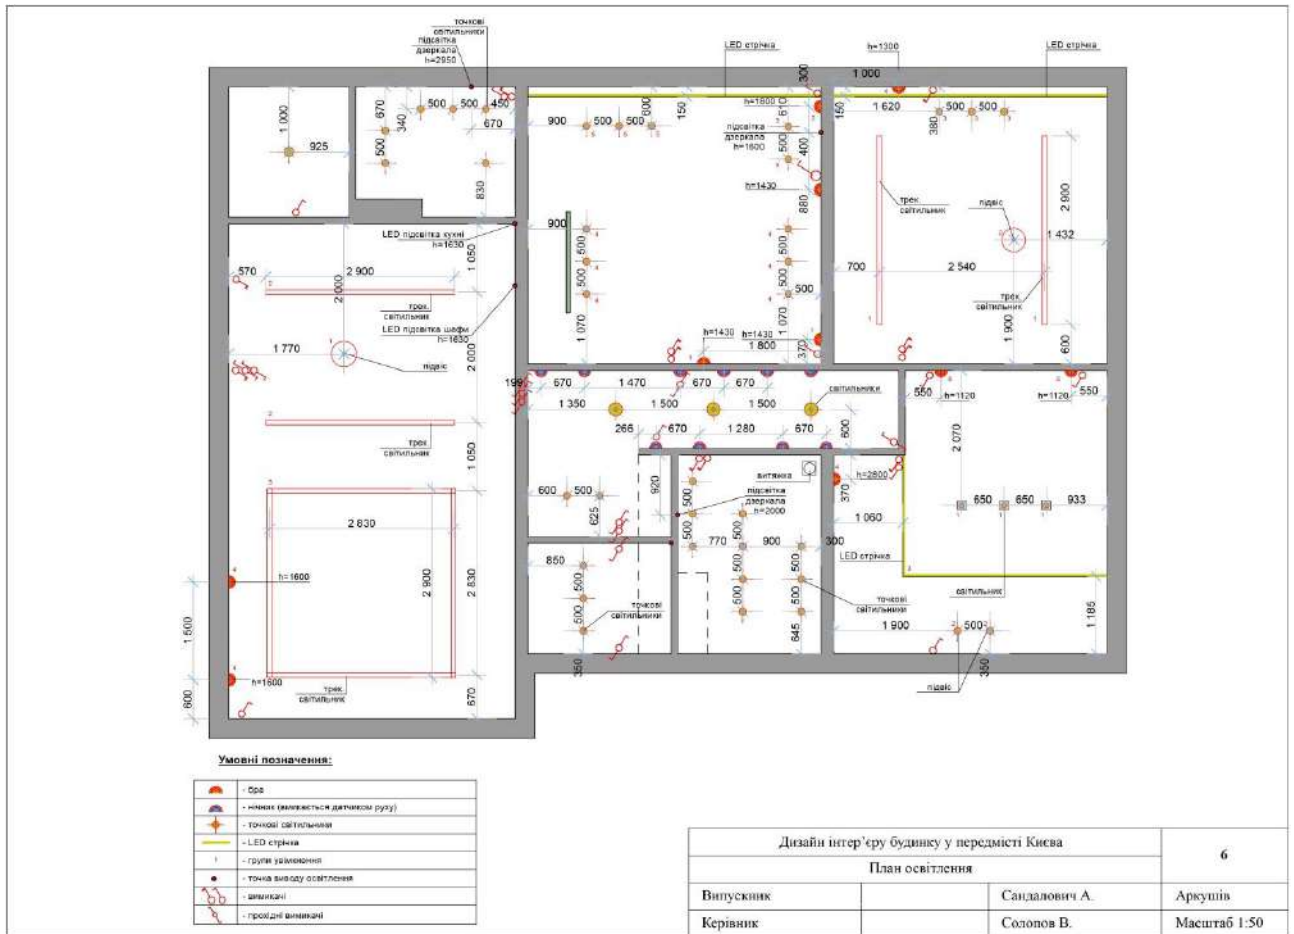 точкові
світильники
підсвітка
дзеркала
h=2950
LED стрічка
h=1300
LED стрічка
1 000
300
1 000
670
500
500
450
340
670
500
925
830
600
150
900
500
500
h=1800
610
підсвітка
дзеркала
h=1600
400
500
h=1430
880
150
1 620
500
500
380
трек.
світильник
підвіс
2 900
1 432
700
2 540
трек.
світильник
1 900
600
LED підсвітка кухні
h=1630
900
500
500
500
500
500
1 070
1 070
h=1430
h=1430
1 800
370
570
2 900
2 000
1 050
трек.
світильник
LED підсвітка шафи
h=1630
1 770
2 000
підвіс
трек.
світильник
1 050
199
670
1 470
670
670
світильники
1 350
1 500
1 500
266
670
1 280
670
600
550
h=1120
h=1120
550
2 070
h=2800
370
650
650
933
1 060
LED стрічка
світильник
1 185
1 900
500
350
підвіс
600
500
625
920
витяжка
підсвітка
дзеркала
h=2000
500
500
500
500
770
900
300
500
500
500
500
645
точкові
світильники
850
500
500
точкові
світильники
350
2 830
2 900
2 830
h=1600
1 500
h=1600
600
трек.
світильник
670
Умовні позначення:
- бра
- нічник (вмикається датчиком руху)
- точкові світильники
- LED стрічка
- групи увімкнення
- точка виводу освітлення
- вимикачі
- прохідні вимикачі
Дизайн інтер’єру будинку у передмісті Києва
6
План освітлення
Випускник
Сандалович А.
Аркушів
Керівник
Солопов В.
Масштаб 1:50